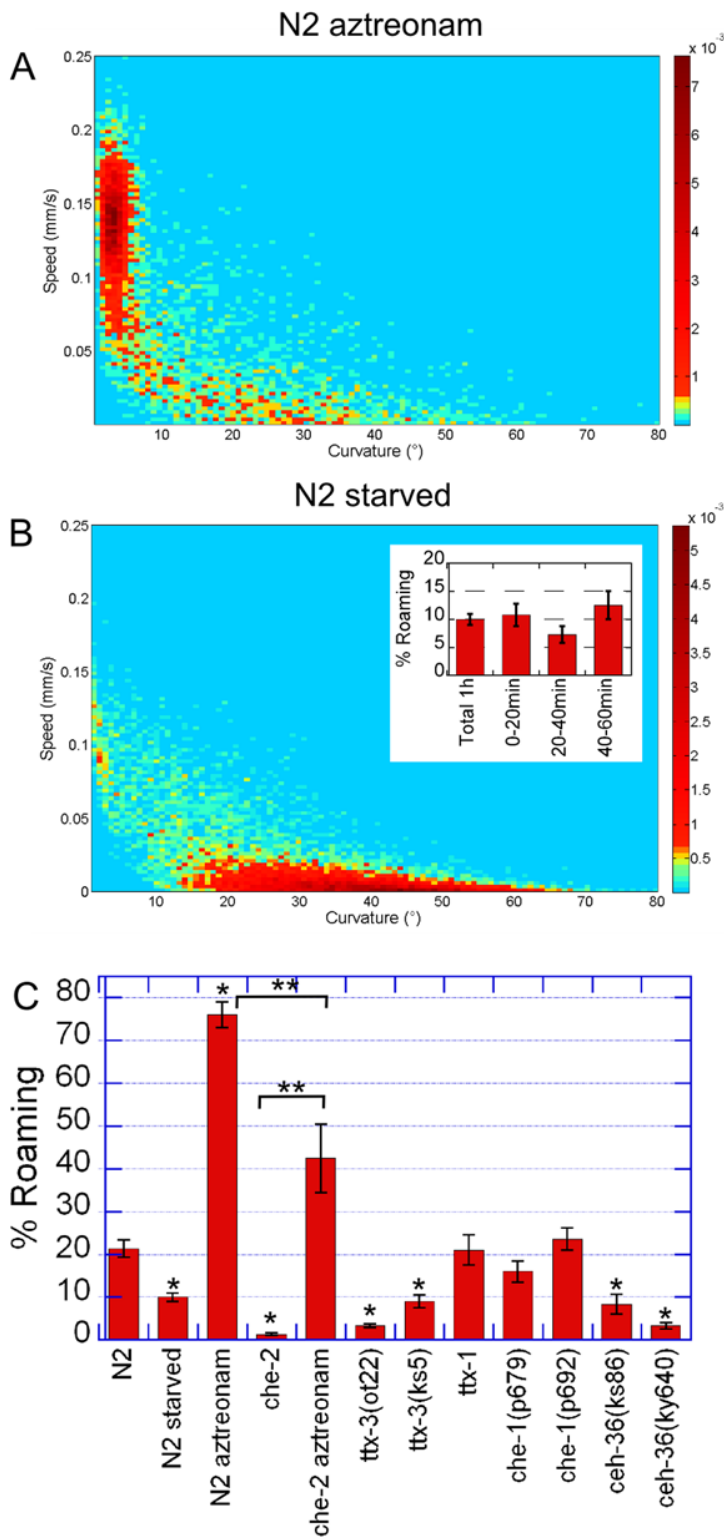 N2 aztreonam
A
0.25
0.2
0.15
0.1
0.05
Speed (mm/s)
10 20 30 40 50 60 70 80
Curvature (°)
x 10⁻³
7
6
5
4
3
2
1
N2 starved
B
0.25
0.2
0.15
0.1
0.05
0
Speed (mm/s)
10 20 30 40 50 60 70 80
Curvature (°)
x 10⁻³
5
4.5
4
3.5
3
2.5
2
1.5
1
0.5
20
15
10
5
0
% Roaming
Total 1h
0-20min
20-40min
40-60min
C
80
70
60
50
40
30
20
10
0
% Roaming
* ** ** * * * * * *
N2
N2 starved
N2 aztreonam
che-2
che-2 aztreonam
ttx-3(ot22)
ttx-3(ks5)
ttx-1
che-1(p679)
che-1(p692)
ceh-36(ks86)
ceh-36(ky640)